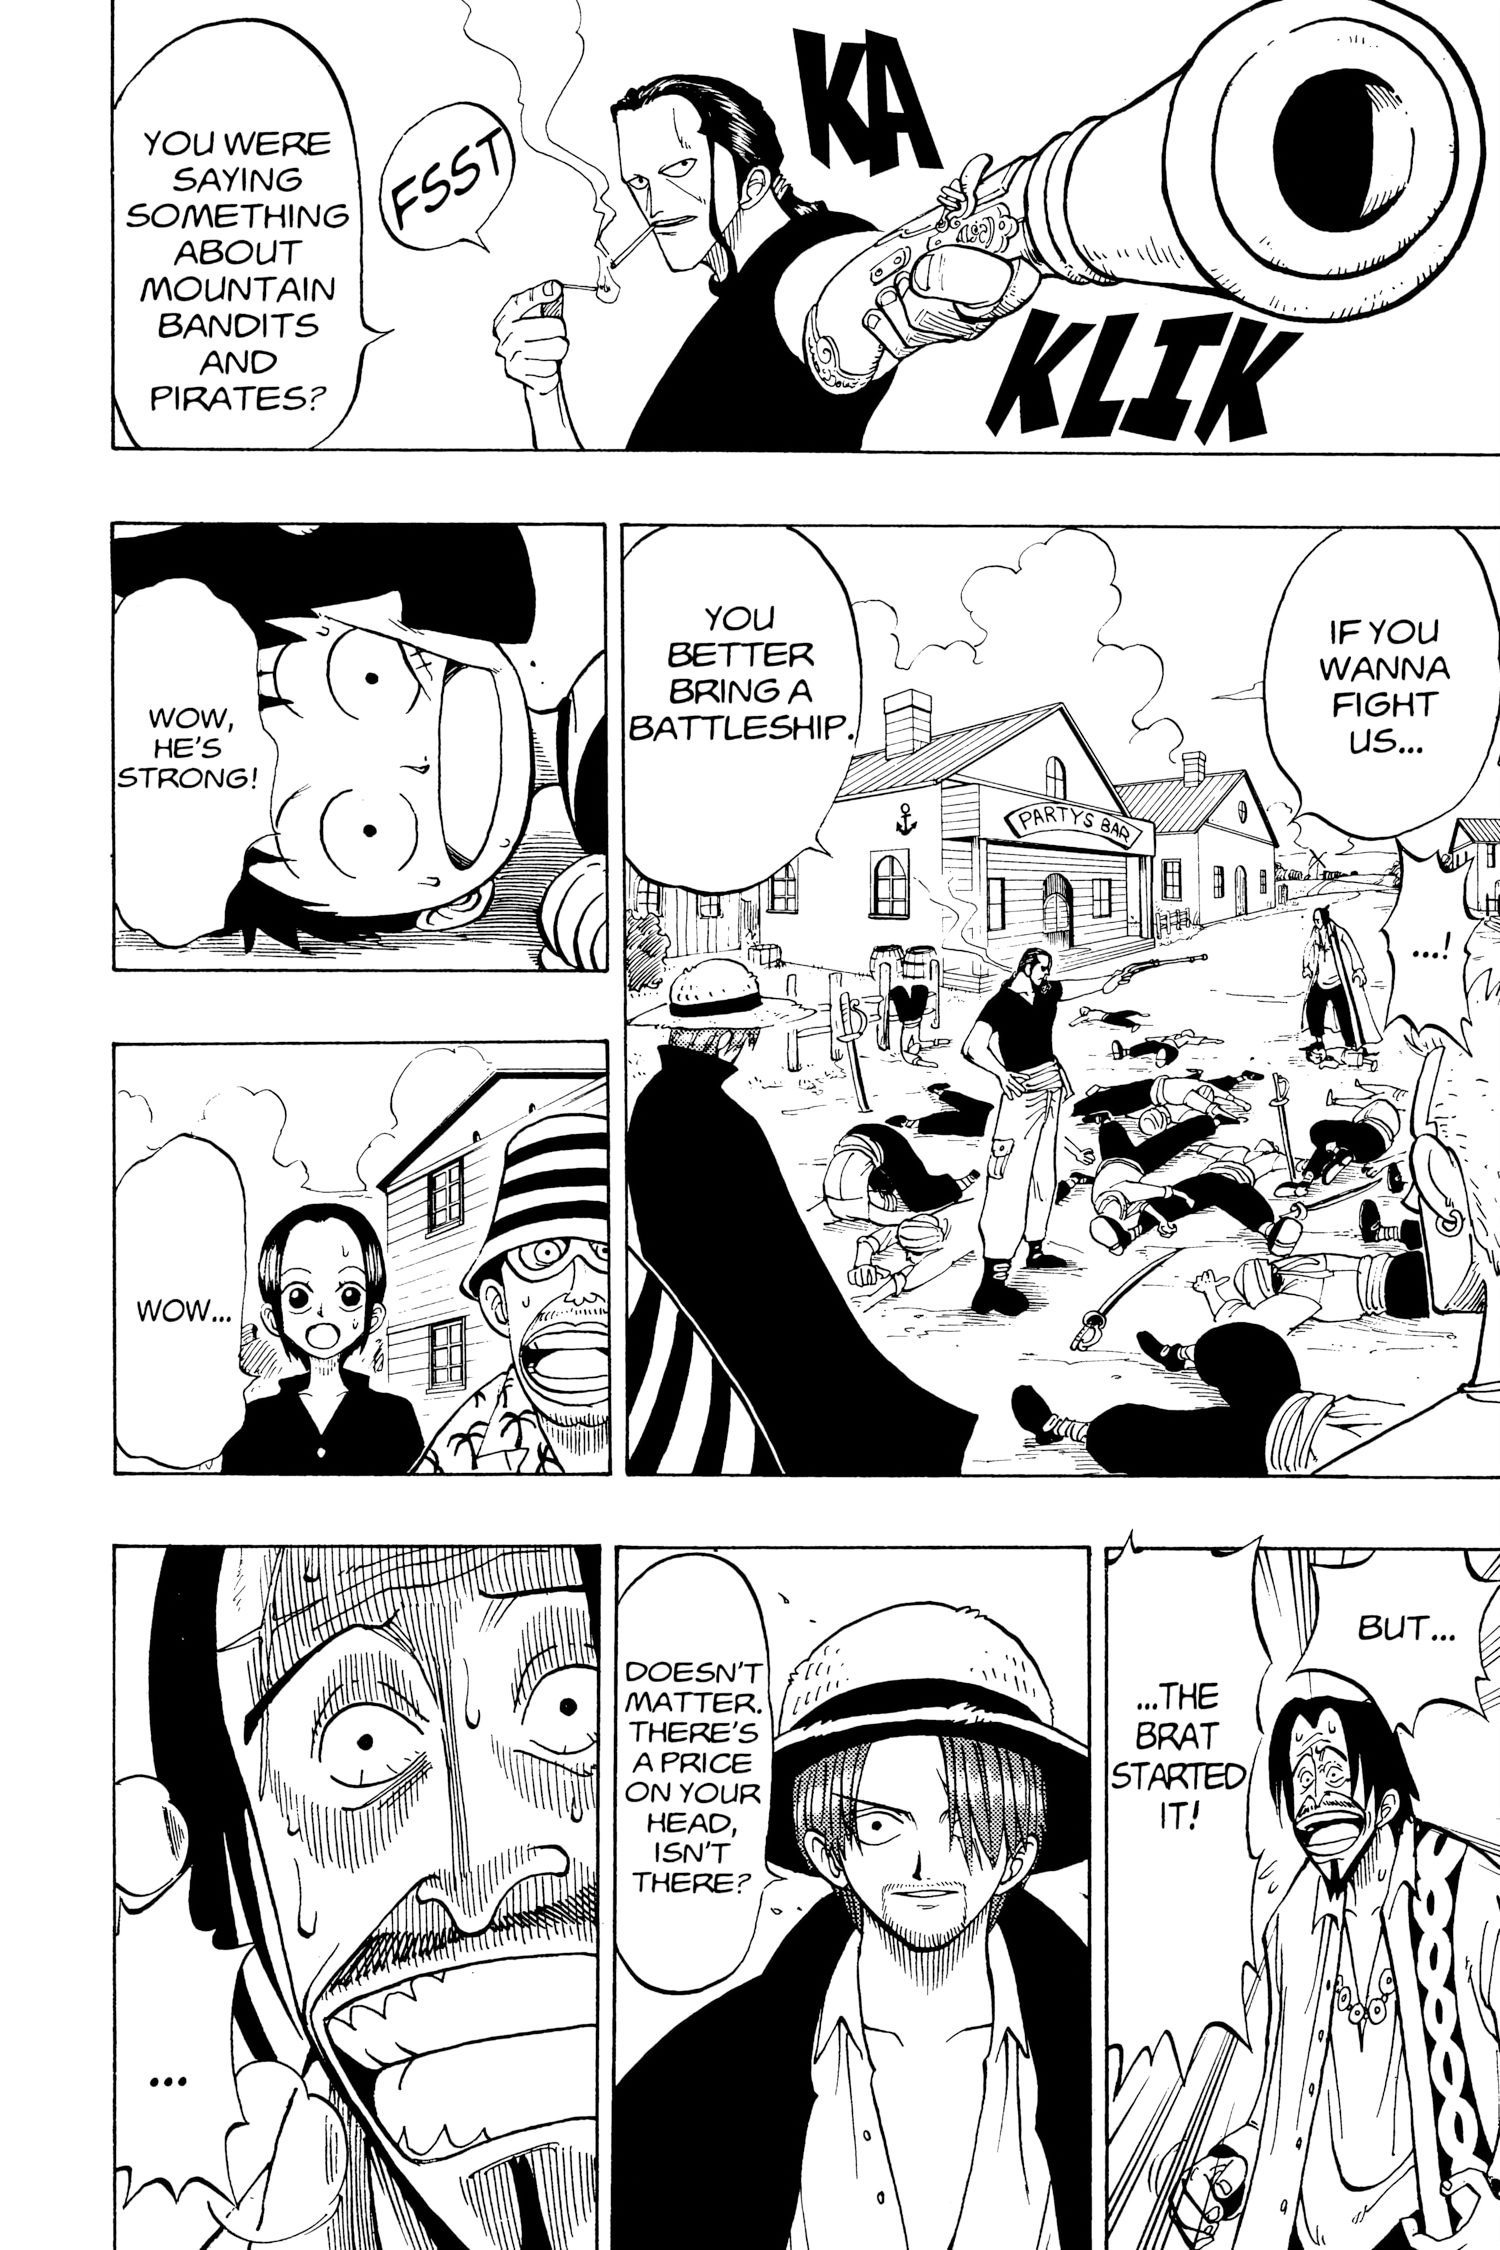 KA
KLIK
FSST
YOU WERE
SAYING
SOMETHING
ABOUT
MOUNTAIN
BANDITS
AND
PIRATES?
IF YOU
WANNA
FIGHT
US...
...!
YOU
BETTER
BRING A
BATTLESHIP.
PARTYS BAR
WOW,
HE'S
STRONG!
WOW...
BUT...
...THE
BRAT
STARTED
IT!
DOESN'T
MATTER.
THERE'S
A PRICE
ON YOUR
HEAD,
ISN'T
THERE?
...